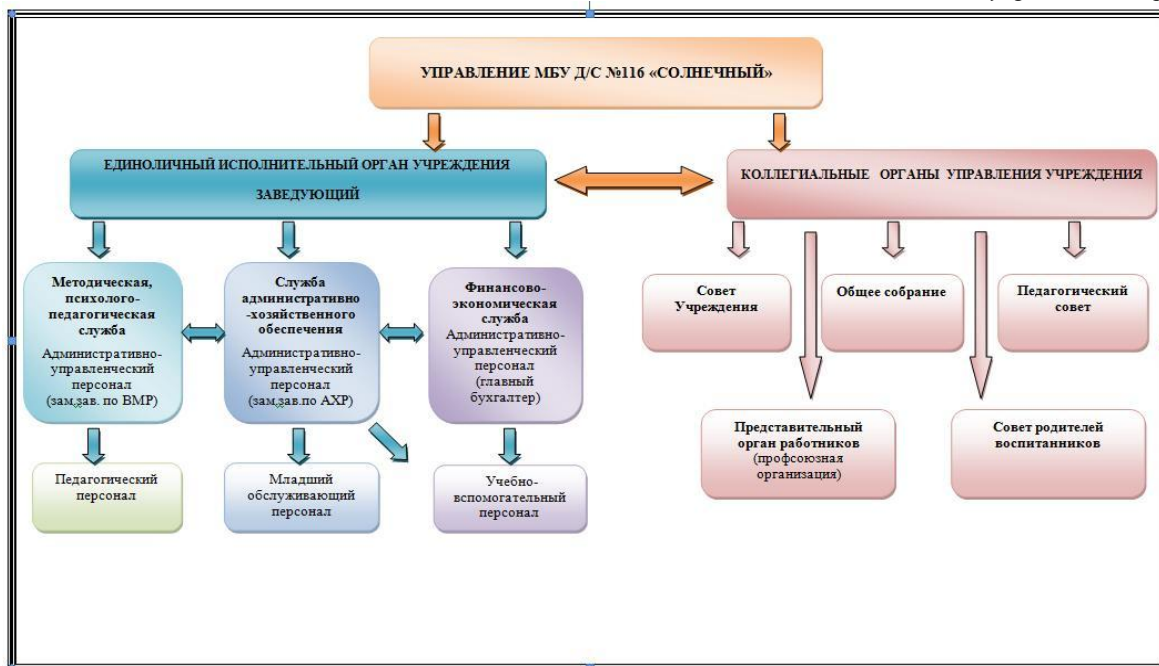 УПРАВЛЕНИЕ МБУ Д/С №116 «СОЛНЕЧНЫЙ»
ЕДИНОЛИЧНЫЙ ИСПОЛНИТЕЛЬНЫЙ ОРГАН УЧРЕЖДЕНИЯ
ЗАВЕДУЮЩИЙ
КОЛЛЕГИАЛЬНЫЕ ОРГАНЫ УПРАВЛЕНИЯ УЧРЕЖДЕНИЯ
Методическая,
психолого-
педагогическая
служба
Административно-
управленческий
персонал
(зам,зав. по ВМР)
Служба
административно
-хозяйственного
обеспечения
Административно-
управленческий
персонал
(зам,зав.по АХР)
Финансово-
экономическая
служба
Административно-
управленческий
персонал
(главный
бухгалтер)
Совет
Учреждения
Общее собрание
Педагогический
совет
Представительный
орган работников
(профсоюзная
организация)
Совет родителей
воспитанников
Педагогический
персонал
Младший
обслуживающий
персонал
Учебно-
вспомогательный
персонал